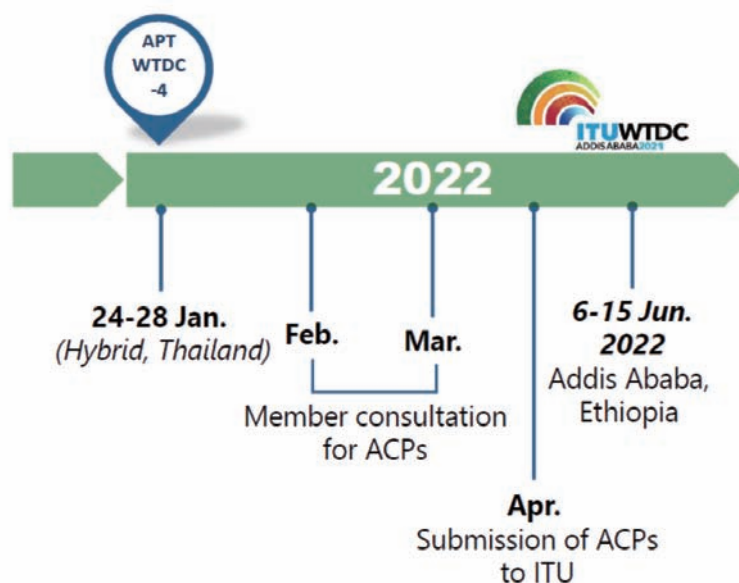 APT
WTDC
-4
ITUWTDC
ADDISABABA2021
2022
24-28 Jan.
(Hybrid, Thailand)
Feb.
Mar.
Member consultation
for ACPs
Apr.
Submission of ACPs
to ITU
6-15 Jun.
2022
Addis Ababa,
Ethiopia